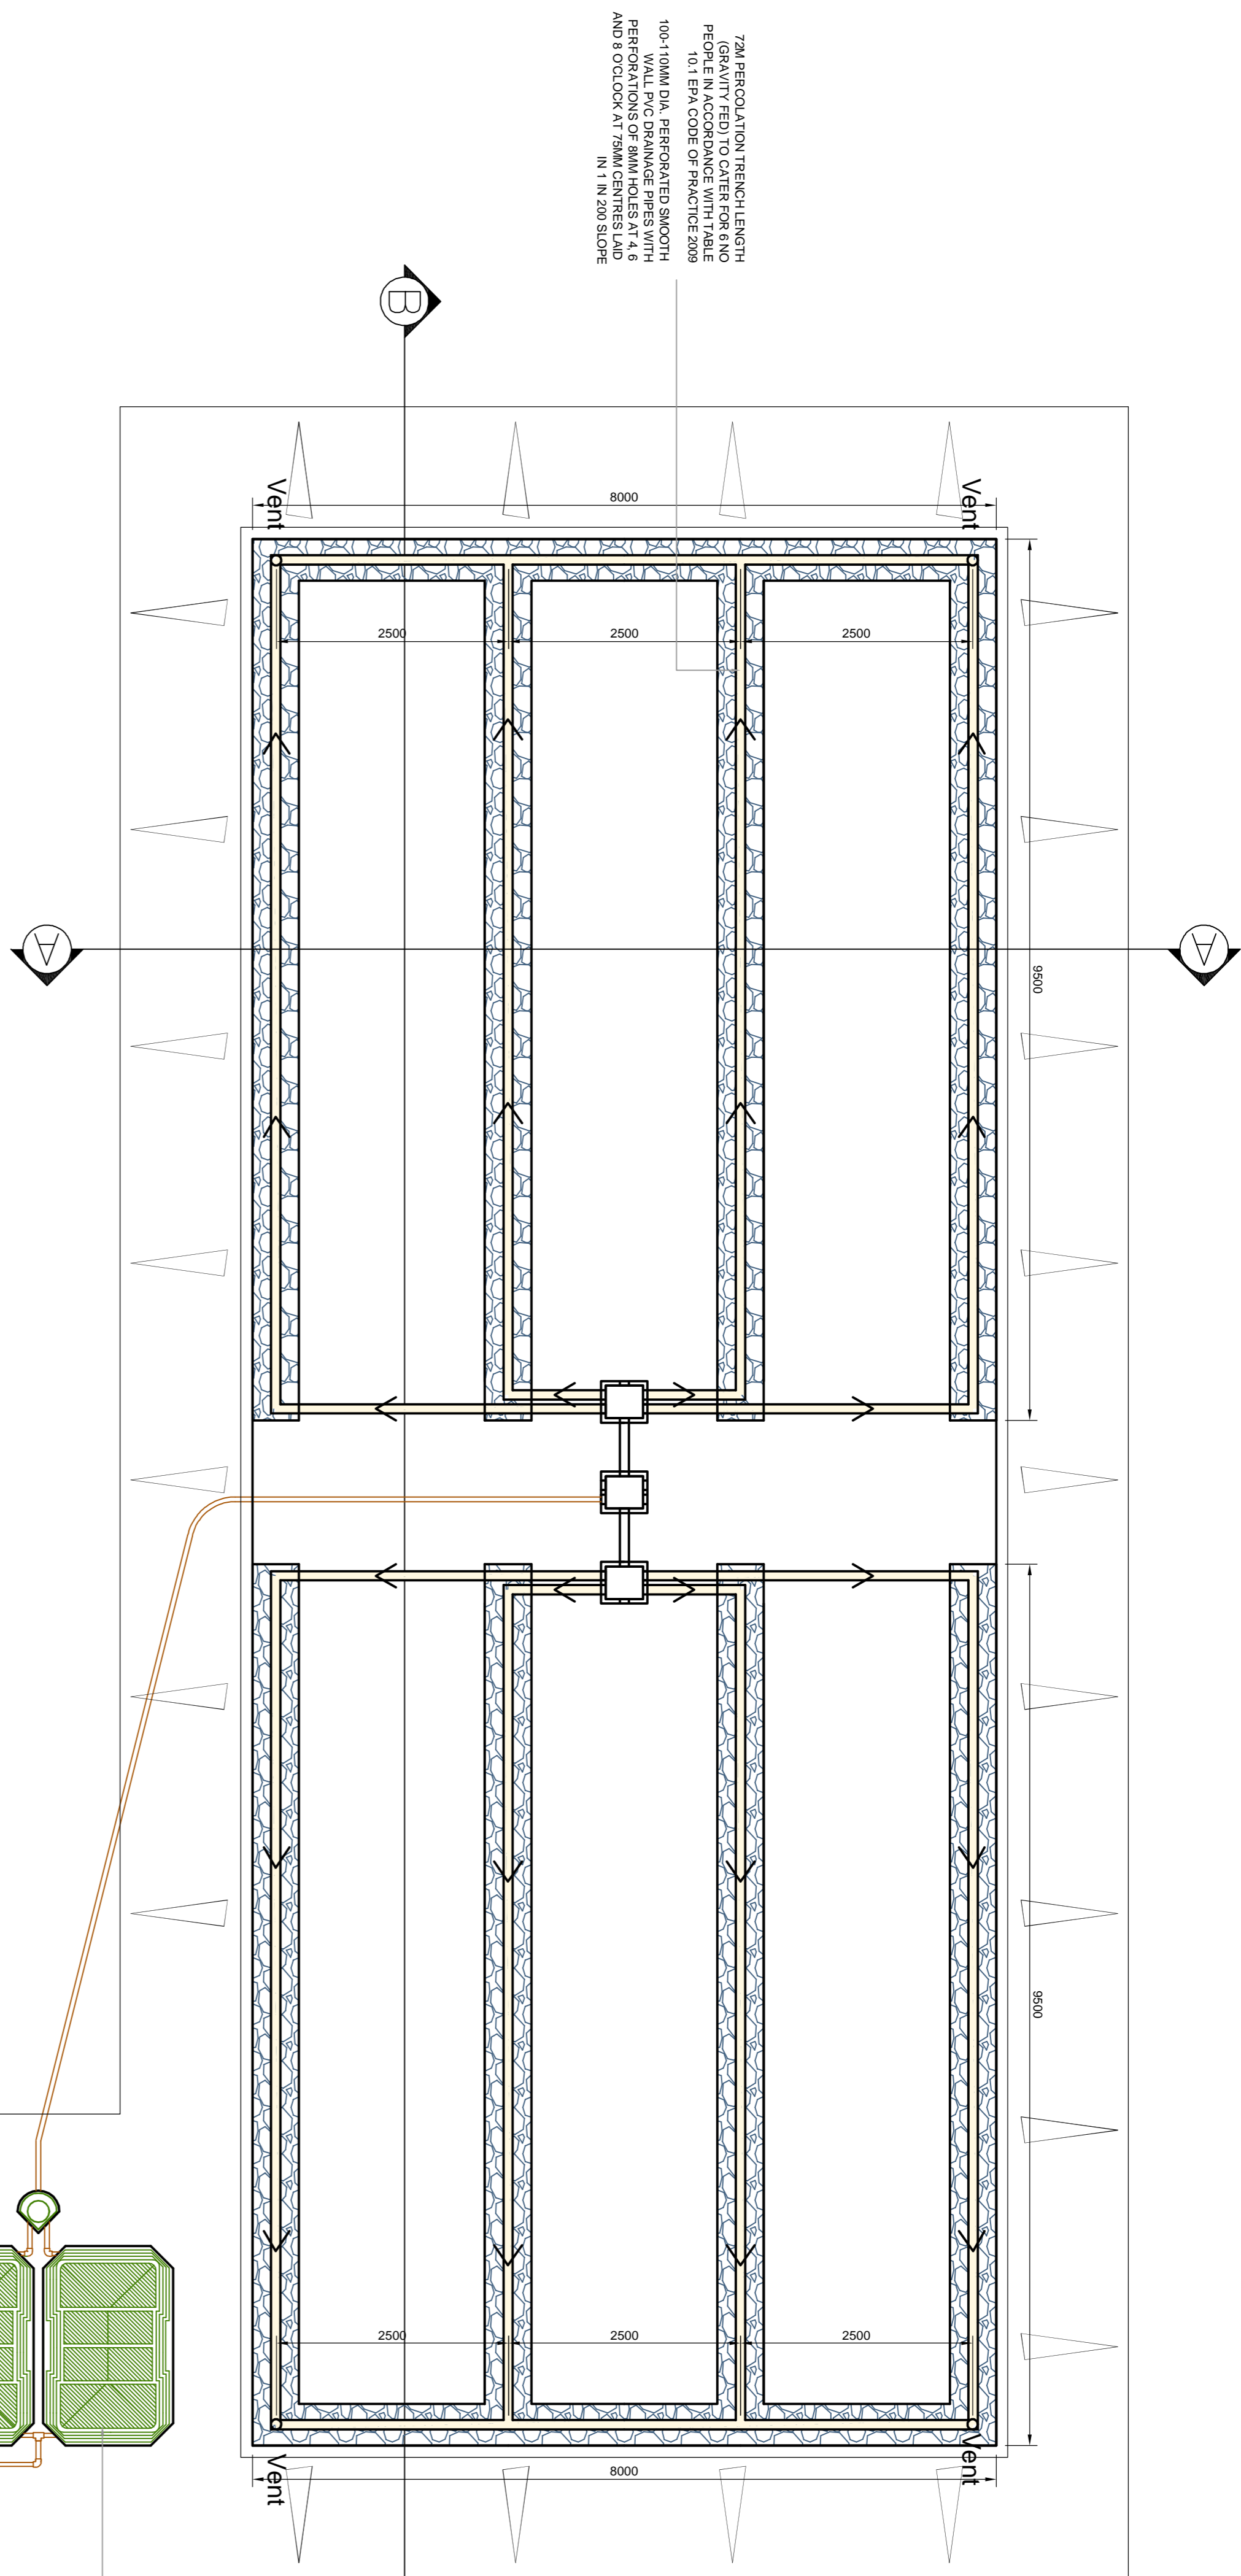 72M PERCOLATION TRENCH LENGTH
(GRAVITY FED) TO CATER FOR 6 NO
PEOPLE IN ACCORDANCE WITH TABLE
10.1 EPA CODE OF PRACTICE 2009
100-110MM DIA. PERFORATED SMOOTH
WALL PVC DRAINAGE PIPES WITH
PERFORATIONS OF 8MM HOLES AT 4, 6
AND 8 O'CLOCK AT 75MM CENTRES LAID
IN 1 IN 200 SLOPE
B
Vent
8000
Vent
2500
2500
2500
A
9500
A
9500
2500
2500
2500
Vent
8000
Vent